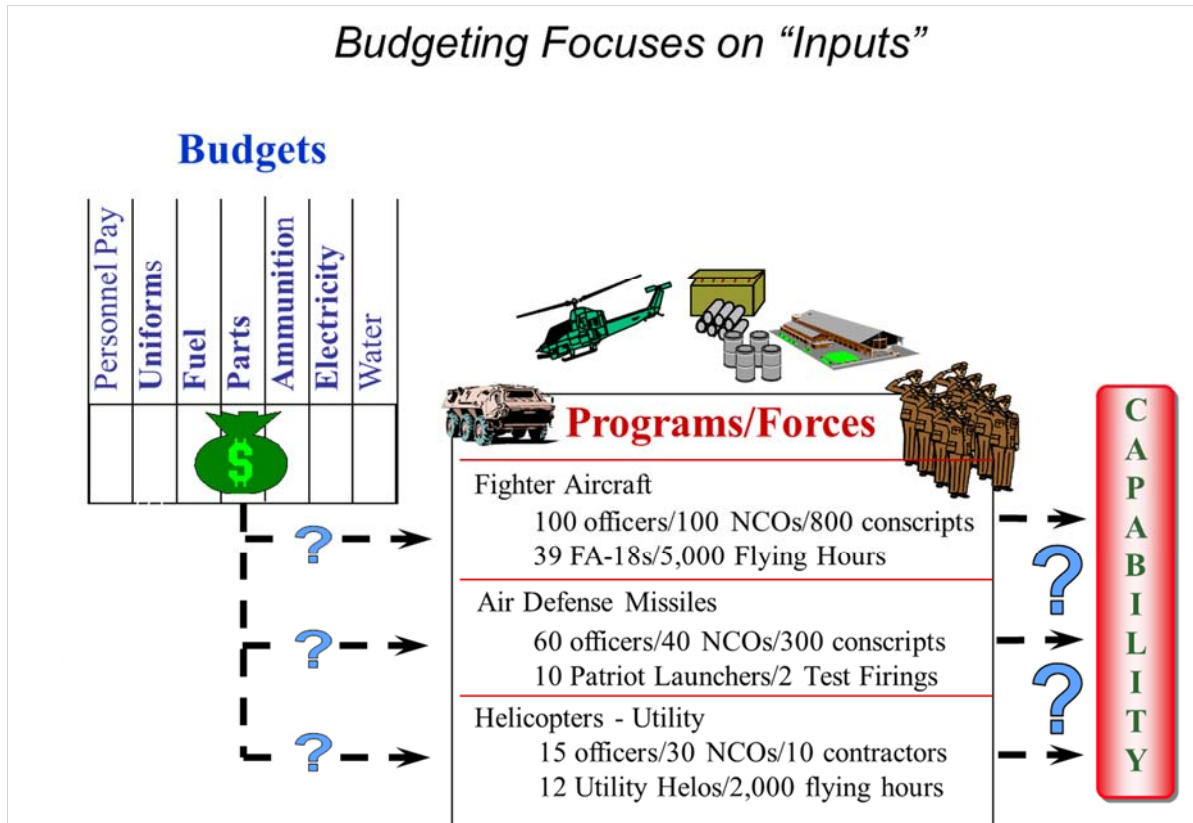 Budgeting Focuses on “Inputs”
Budgets
Personnel Pay
Uniforms
Fuel
Parts
Ammunition
Electricity
Water
$
Programs/Forces
Fighter Aircraft
100 officers/100 NCOs/800 conscripts
39 FA-18s/5,000 Flying Hours
Air Defense Missiles
60 officers/40 NCOs/300 conscripts
10 Patriot Launchers/2 Test Firings
Helicopters - Utility
15 officers/30 NCOs/10 contractors
12 Utility Helos/2,000 flying hours
?
?
?
?
?
CAPABILITY